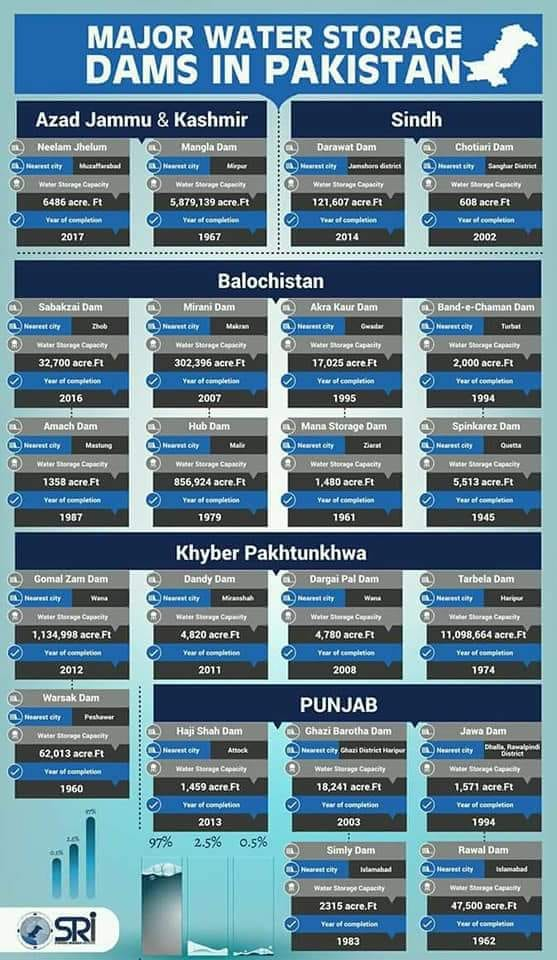 MAJOR WATER STORAGE
DAMS IN PAKISTAN
Azad Jammu & Kashmir
Neelam Jhelum
Nearest city Muzaffarabad
Water Storage Capacity
6486 acre. Ft
Year of completion
2017
Mangla Dam
Nearest city Mirpur
Water Storage Capacity
5,879,139 acre.Ft
Year of completion
1967
Sindh
Darawat Dam
Nearest city Jamshoro district
Water Storage Capacity
121,607 acre.Ft
Year of completion
2014
Chotiari Dam
Nearest city Sanghar District
Water Storage Capacity
608 acre.Ft
Year of completion
2002
Balochistan
Sabakzai Dam
Nearest city Zhob
Water Storage Capacity
32,700 acre.Ft
Year of completion
2016
Mirani Dam
Nearest city Makran
Water Storage Capacity
302,396 acre.Ft
Year of completion
2007
Akra Kaur Dam
Nearest city Gwadar
Water Storage Capacity
17,025 acre.Ft
Year of completion
1995
Band-e-Chaman Dam
Nearest city Turbat
Water Storage Capacity
2,000 acre.Ft
Year of completion
1994
Amach Dam
Nearest city Mastung
Water Storage Capacity
1358 acre.Ft
Year of completion
1987
Hub Dam
Nearest city Malir
Water Storage Capacity
856,924 acre.Ft
Year of completion
1979
Mana Storage Dam
Nearest city Ziarat
Water Storage Capacity
1,480 acre.Ft
Year of completion
1961
Spinkarez Dam
Nearest city Quetta
Water Storage Capacity
5,513 acre.Ft
Year of completion
1945
Khyber Pakhtunkhwa
Gomal Zam Dam
Nearest city Wana
Water Storage Capacity
1,134,998 acre.Ft
Year of completion
2012
Dandy Dam
Nearest city Miranshah
Water Storage Capacity
4,820 acre.Ft
Year of completion
2011
Dargai Pal Dam
Nearest city Wana
Water Storage Capacity
4,780 acre.Ft
Year of completion
2008
Tarbela Dam
Nearest city Haripur
Water Storage Capacity
11,098,664 acre.Ft
Year of completion
1974
Warsak Dam
Nearest city Peshawar
Water Storage Capacity
62,013 acre.Ft
Year of completion
1960
PUNJAB
Haji Shah Dam
Nearest city Attock
Water Storage Capacity
1,459 acre.Ft
Year of completion
2013
Ghazi Barotha Dam
Nearest city Ghazi District Haripur
Water Storage Capacity
18,241 acre.Ft
Year of completion
2003
Jawa Dam
Nearest city Dhalla, Rawalpindi
District
Water Storage Capacity
1,571 acre.Ft
Year of completion
1994
Simly Dam
Nearest city Islamabad
Water Storage Capacity
2315 acre.Ft
Year of completion
1983
Rawal Dam
Nearest city Islamabad
Water Storage Capacity
47,500 acre.Ft
Year of completion
1962
0.5% 2.5% 97%
97% 2.5% 0.5%
SRI